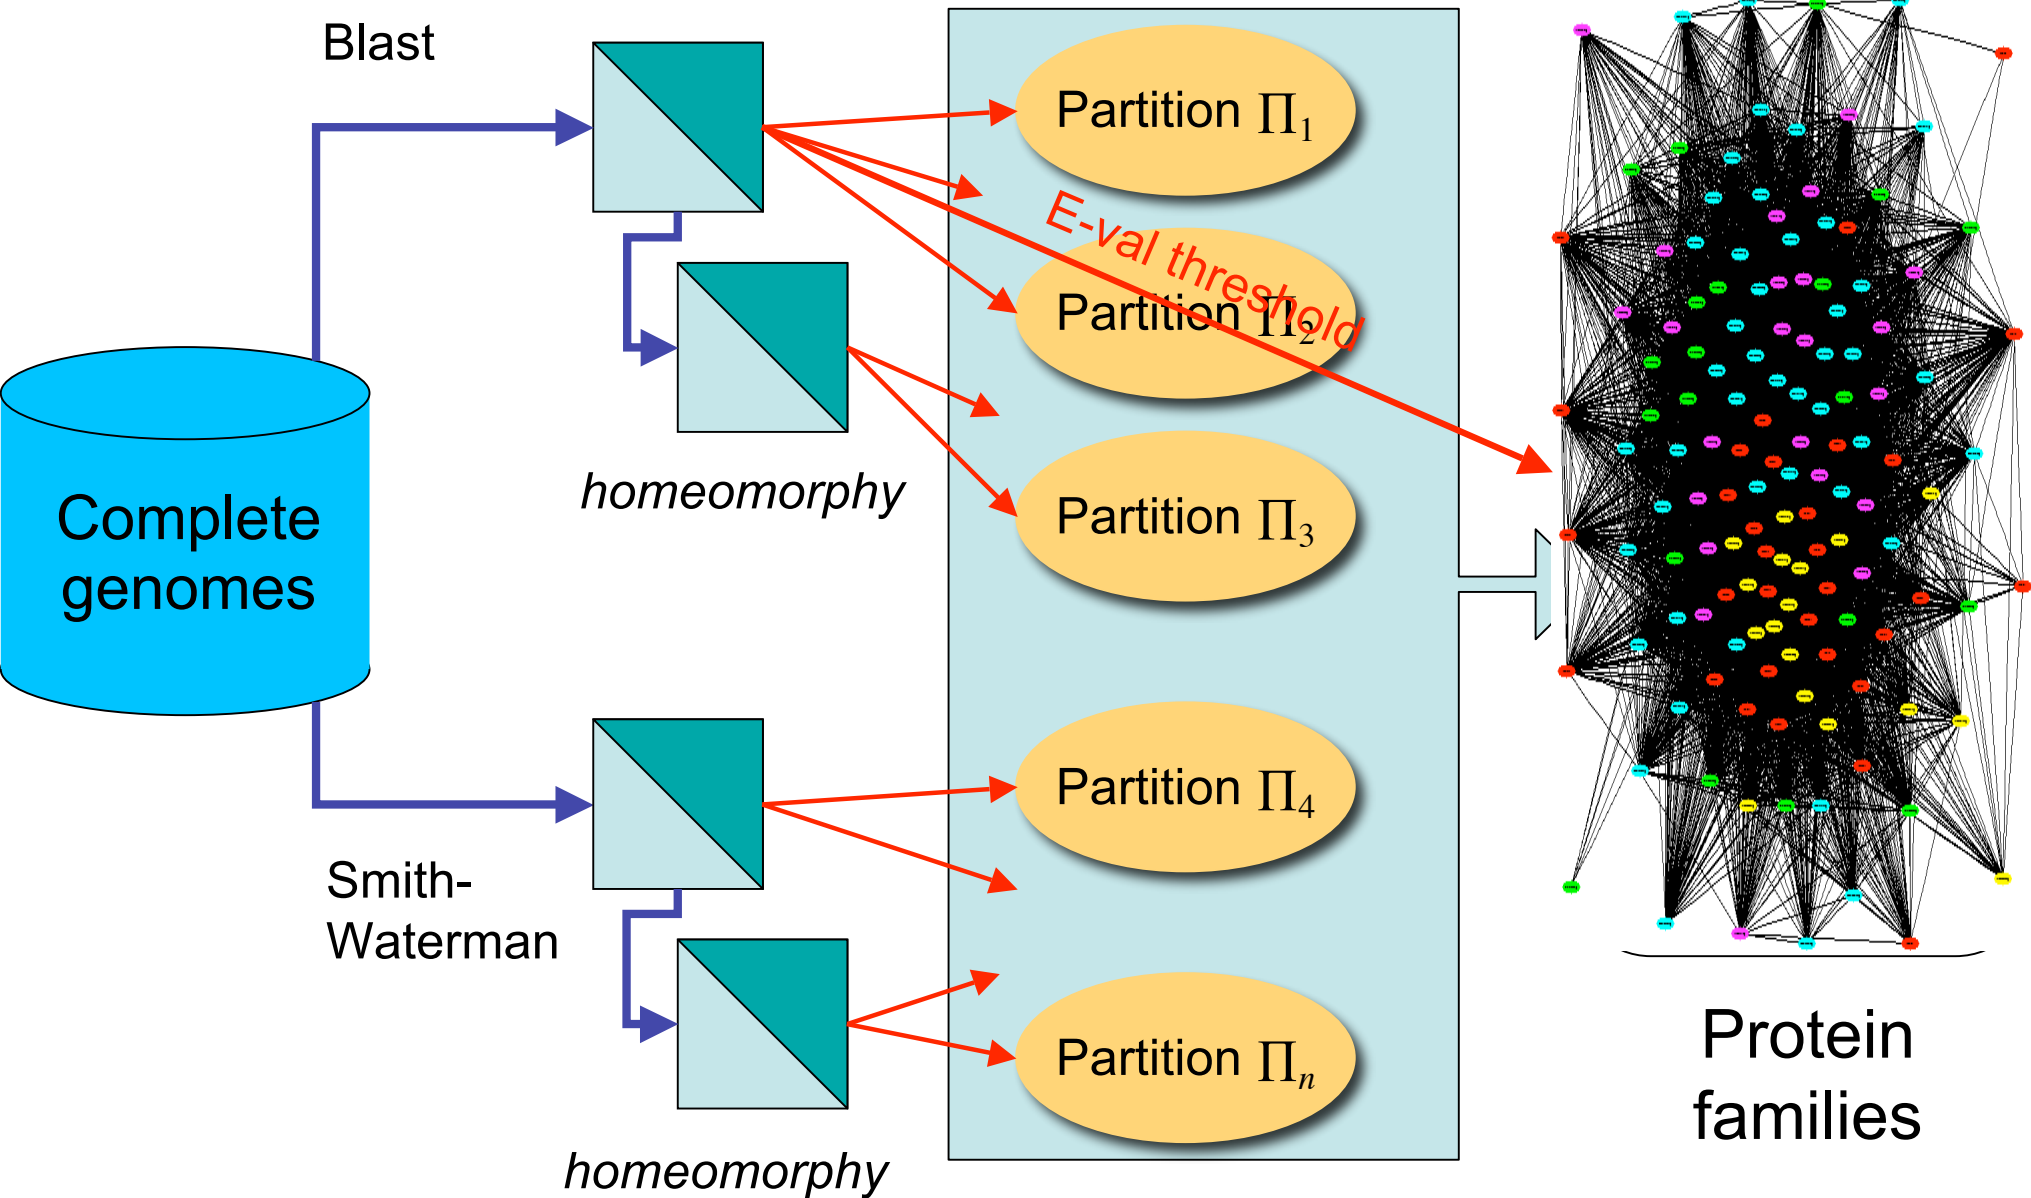 Blast
Partition Π1
E-val threshold
Partition Π2
homeomorphy
Complete
genomes
Partition Π3
Partition Π4
Smith-
Waterman
Partition Πn
homeomorphy
Protein
families